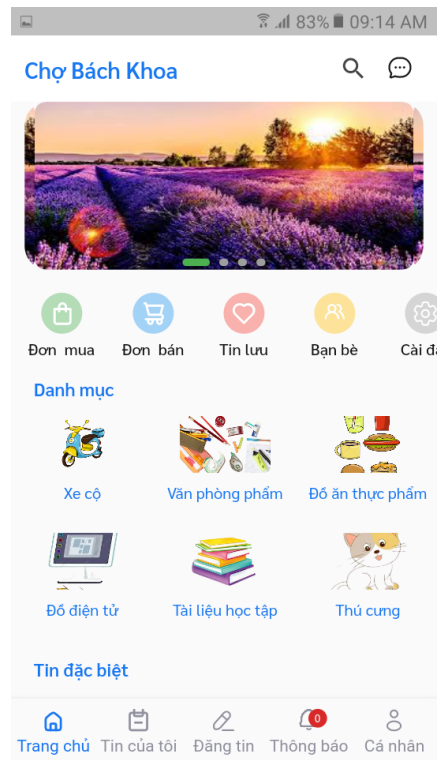 83% 09:14 AM
Chợ Bách Khoa
Đơn mua Đơn bán Tin lưu Bạn bè Cài đặ
Danh mục
Xe cộ Văn phòng phẩm Đồ ăn thực phẩm
Đồ điện tử Tài liệu học tập Thú cưng
Tin đặc biệt
0
Trang chủ Tin của tôi Đăng tin Thông báo Cá nhân